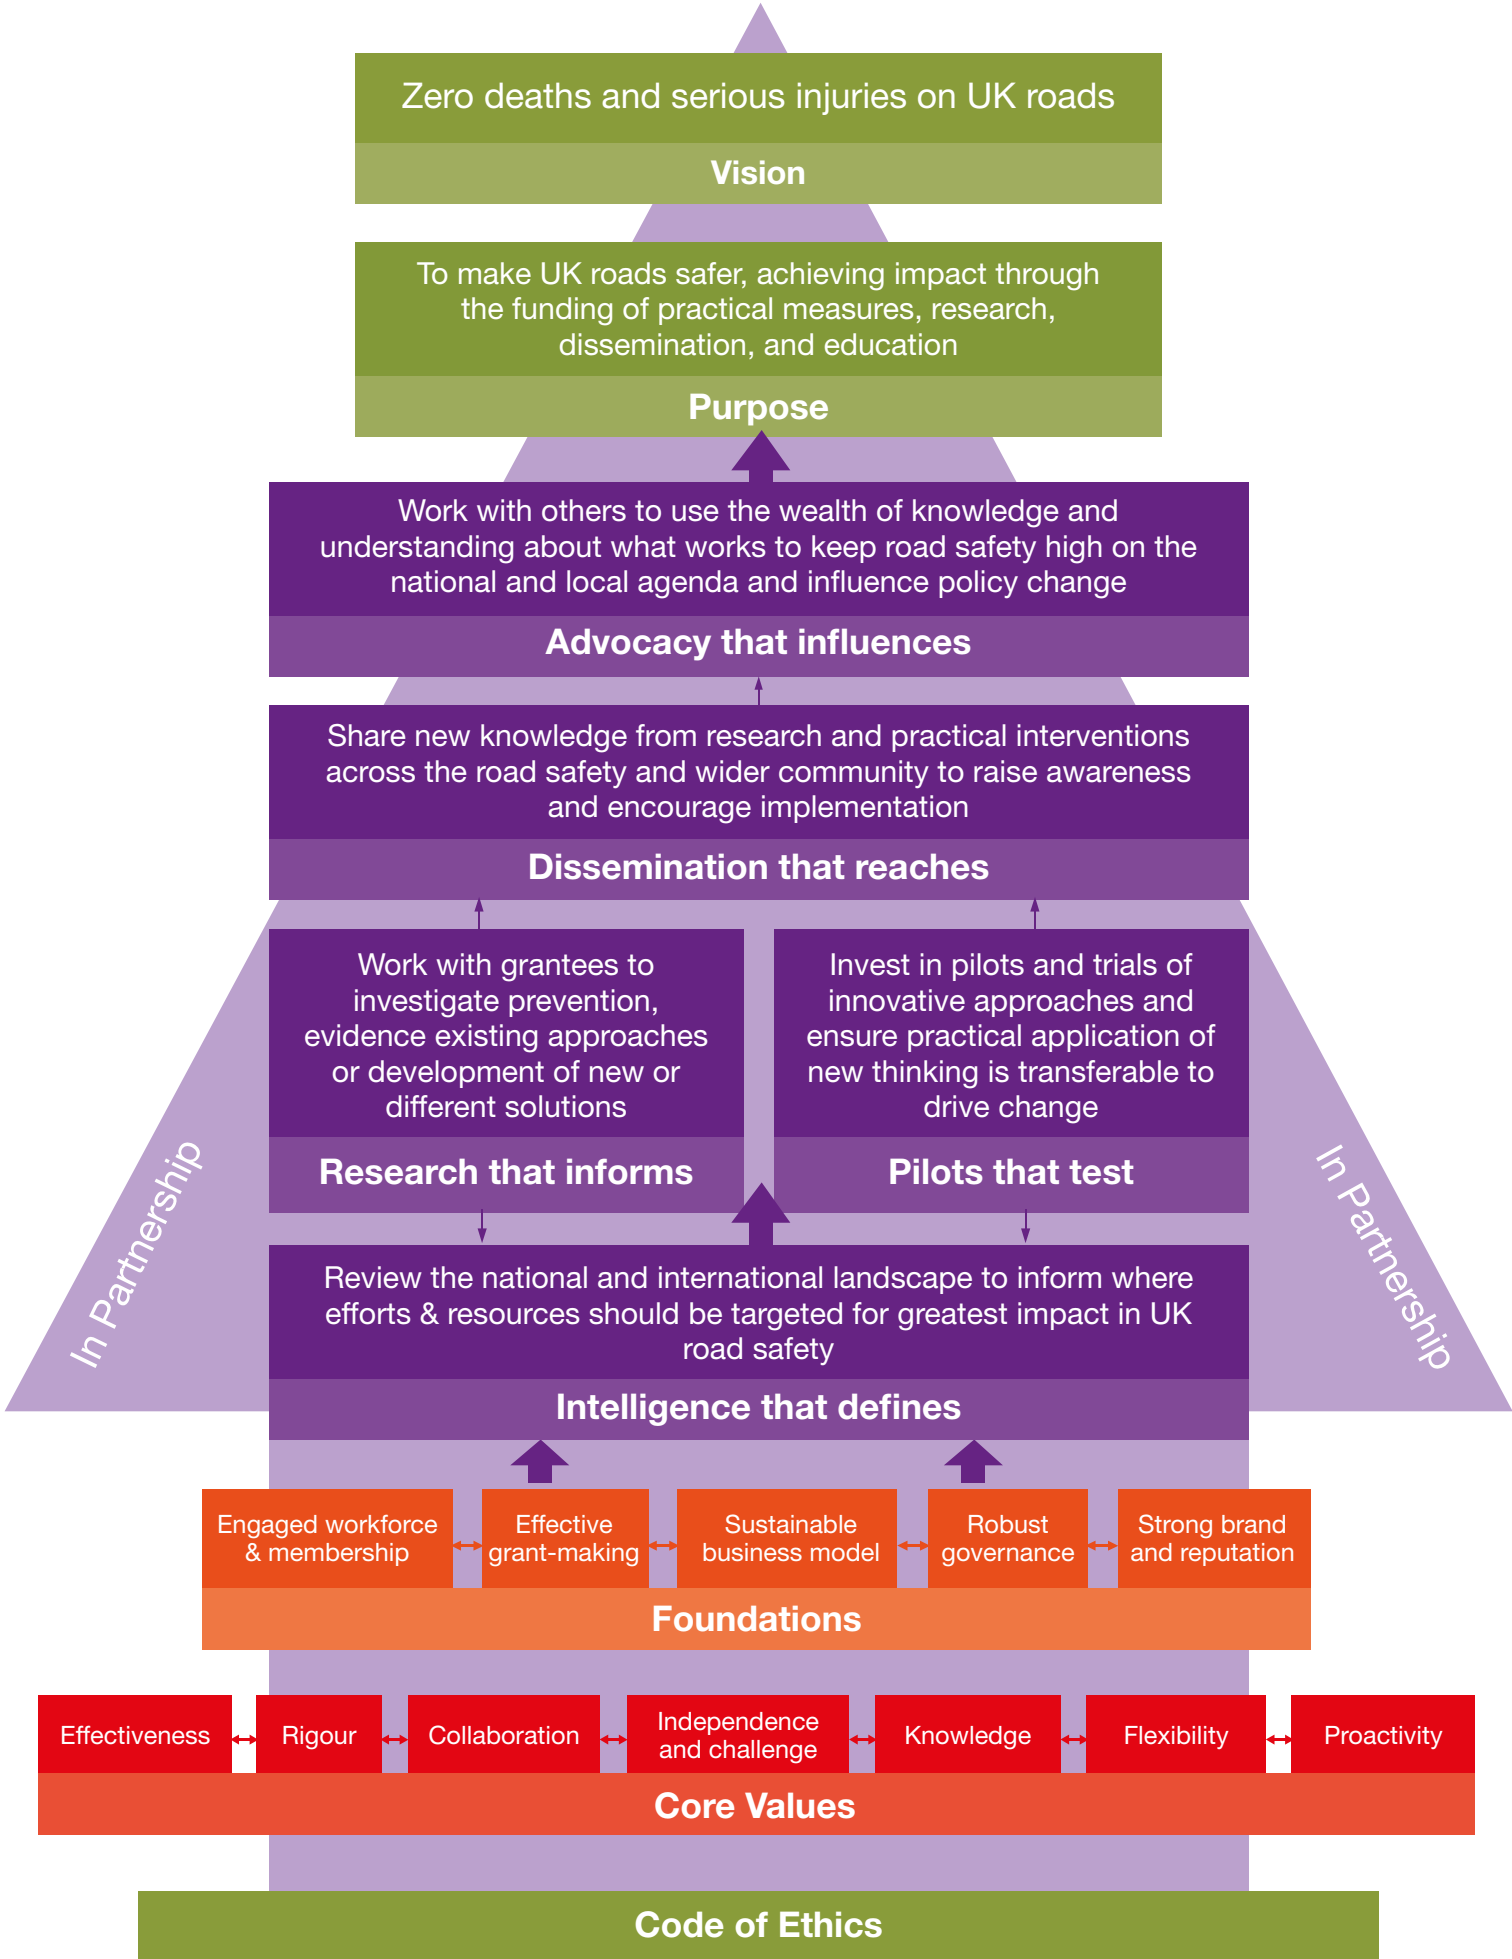 Zero deaths and serious injuries on UK roads
Vision
To make UK roads safer, achieving impact through
the funding of practical measures, research,
dissemination, and education
Purpose
Work with others to use the wealth of knowledge and
understanding about what works to keep road safety high on the
national and local agenda and influence policy change
Advocacy that influences
Share new knowledge from research and practical interventions
across the road safety and wider community to raise awareness
and encourage implementation
Dissemination that reaches
Work with grantees to
investigate prevention,
evidence existing approaches
or development of new or
different solutions
Research that informs
Invest in pilots and trials of
innovative approaches and
ensure practical application of
new thinking is transferable to
drive change
Pilots that test
In Partnership
In Partnership
Review the national and international landscape to inform where
efforts & resources should be targeted for greatest impact in UK
road safety
Intelligence that defines
Engaged workforce
& membership
Effective
grant-making
Sustainable
business model
Robust
governance
Strong brand
and reputation
Foundations
Effectiveness
Rigour
Collaboration
Independence
and challenge
Knowledge
Flexibility
Proactivity
Core Values
Code of Ethics